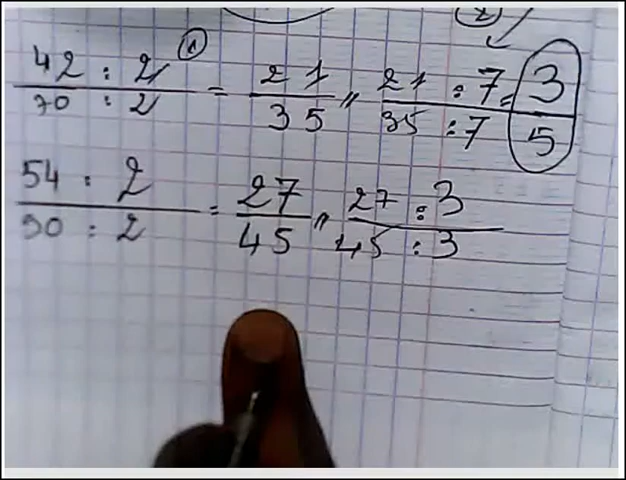 42 : 2 / 70 : 2 = 21 / 35 " 21 : 7 / 35 : 7 = 3 / 5
54 : 2 / 90 : 2 = 27 / 45 " 27 : 3 / 45 : 3